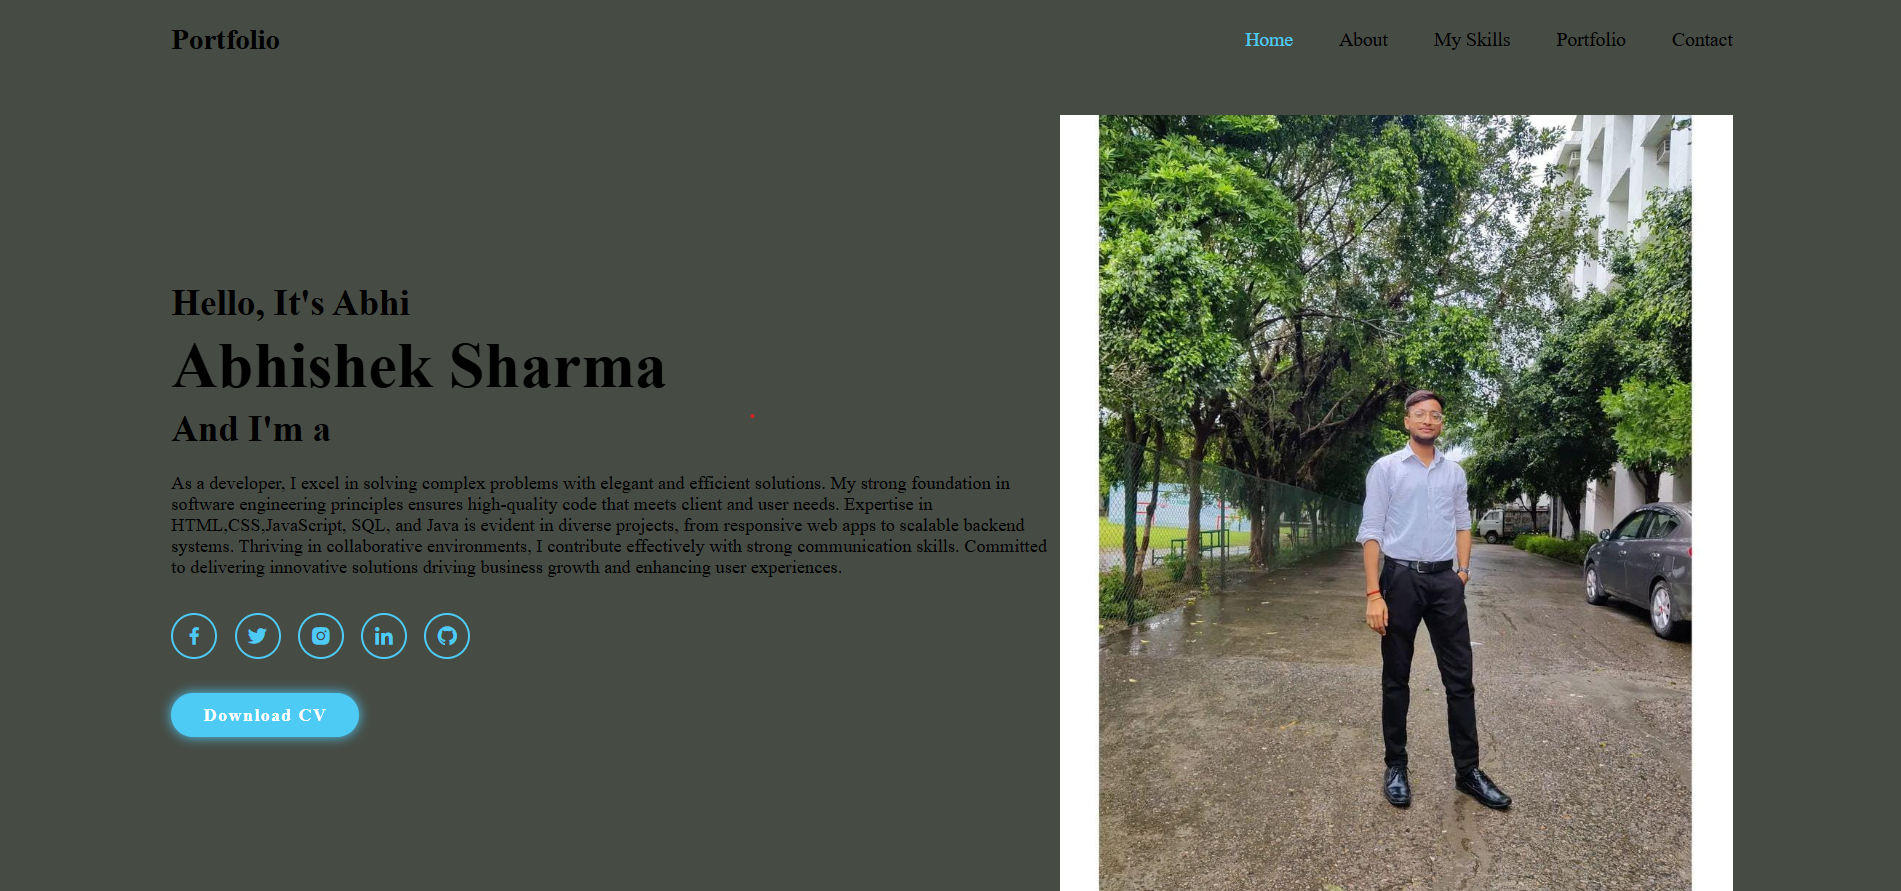 Portfolio
Home About My Skills Portfolio Contact
Hello, It's Abhi
Abhishek Sharma
And I'm a
As a developer, I excel in solving complex problems with elegant and efficient solutions. My strong foundation in
software engineering principles ensures high-quality code that meets client and user needs. Expertise in
HTML,CSS,JavaScript, SQL, and Java is evident in diverse projects, from responsive web apps to scalable backend
systems. Thriving in collaborative environments, I contribute effectively with strong communication skills. Committed
to delivering innovative solutions driving business growth and enhancing user experiences.
Download CV